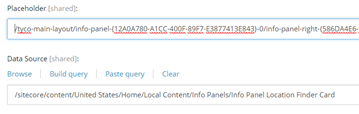 Placeholder [shared]:
/tyco-main-layout/info-panel-{12A0A780-A1CC-400F-89F7-E3877413E843}-0/info-panel-right-{586DA4E6-
Data Source [shared]:
Browse Build query Paste query Clear
/sitecore/content/United States/Home/Local Content/Info Panels/Info Panel Location Finder Card